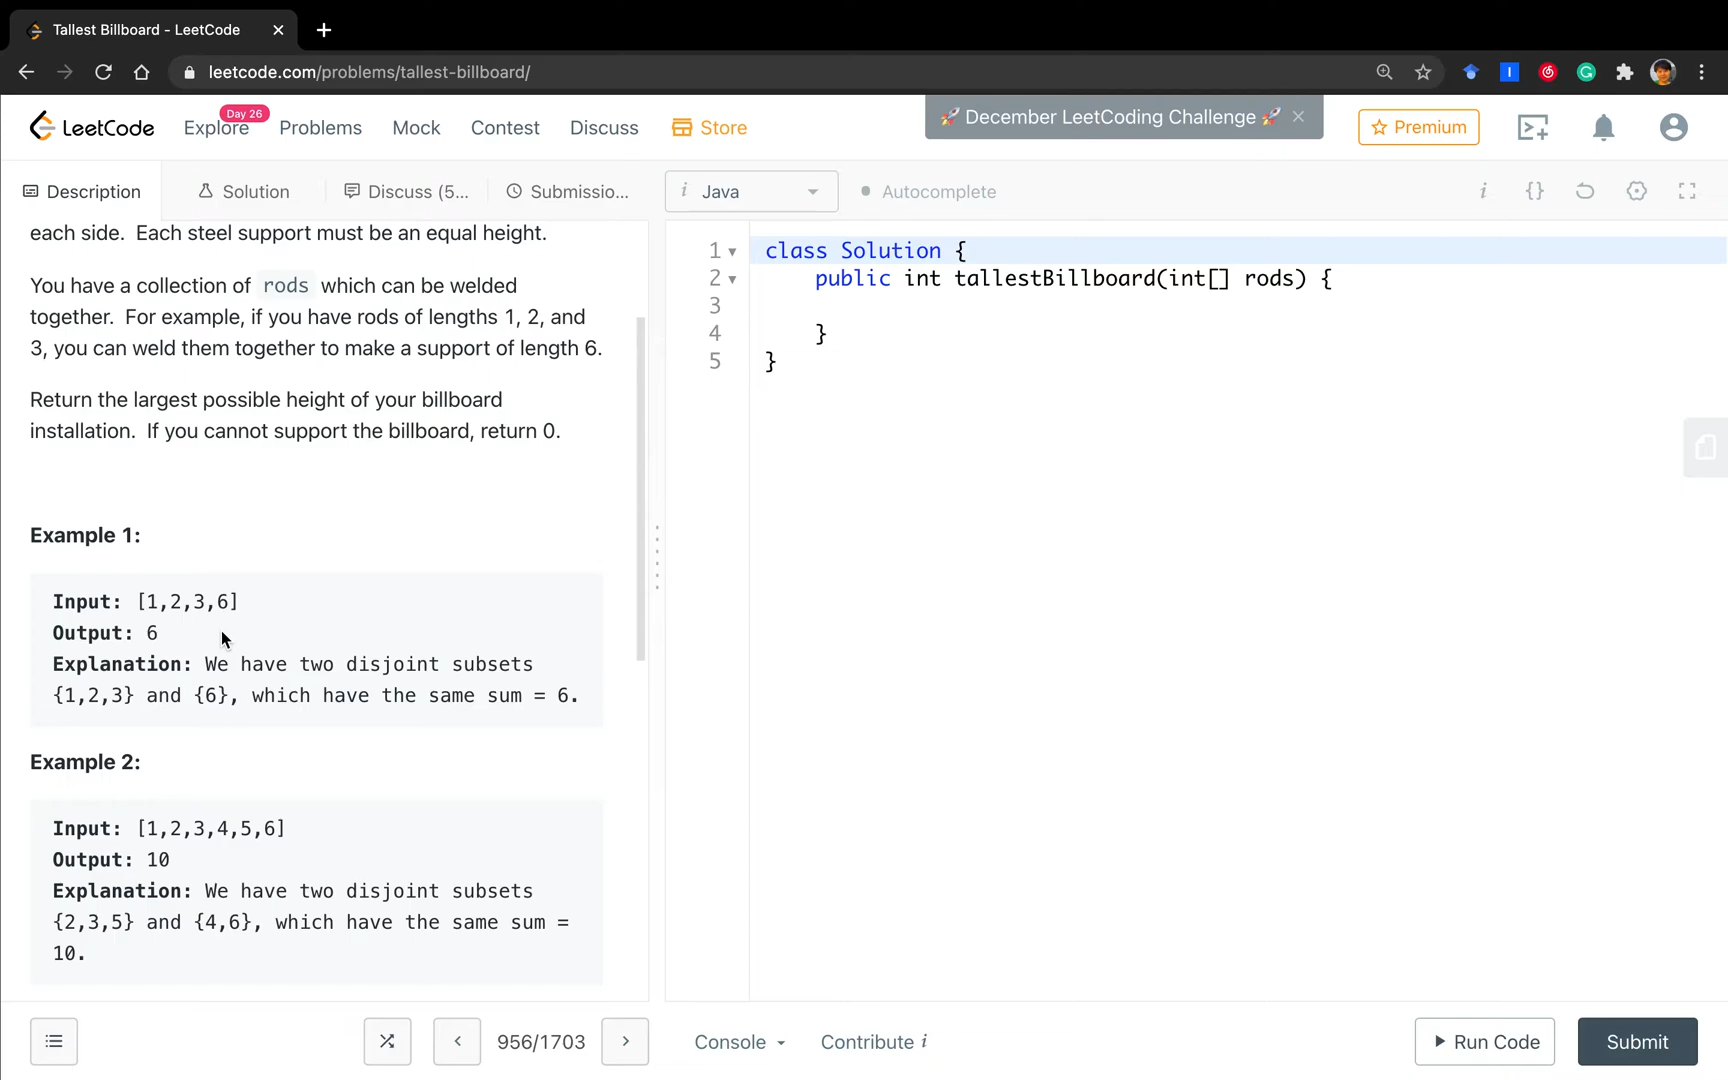 Tallest Billboard - LeetCode
leetcode.com/problems/tallest-billboard/
LeetCode
Explore
Day 26
Problems
Mock
Contest
Discuss
Store
🚀 December LeetCoding Challenge 🚀
Premium
Description
Solution
Discuss (5...
Submissio...
i Java
Autocomplete
each side. Each steel support must be an equal height.
You have a collection of rods which can be welded
together. For example, if you have rods of lengths 1, 2, and
3, you can weld them together to make a support of length 6.
Return the largest possible height of your billboard
installation. If you cannot support the billboard, return 0.
Example 1:
Input: [1,2,3,6]
Output: 6
Explanation: We have two disjoint subsets
{1,2,3} and {6}, which have the same sum = 6.
Example 2:
Input: [1,2,3,4,5,6]
Output: 10
Explanation: We have two disjoint subsets
{2,3,5} and {4,6}, which have the same sum =
10.
1 class Solution {
2 public int tallestBillboard(int[] rods) {
3
4 }
5 }
956/1703
Console
Contribute i
Run Code
Submit